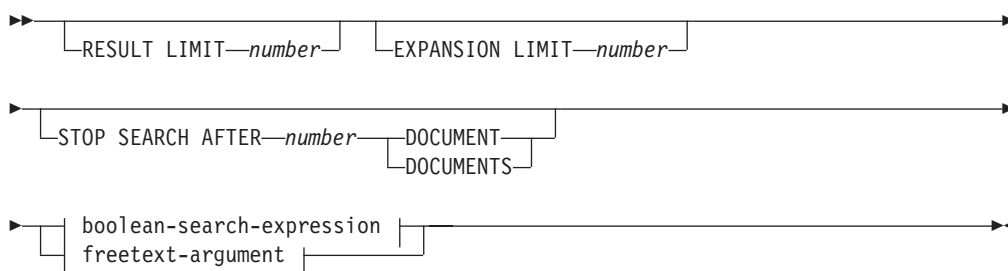 RESULT LIMIT number EXPANSION LIMIT number
STOP SEARCH AFTER number DOCUMENT
DOCUMENTS
boolean-search-expression
freetext-argument